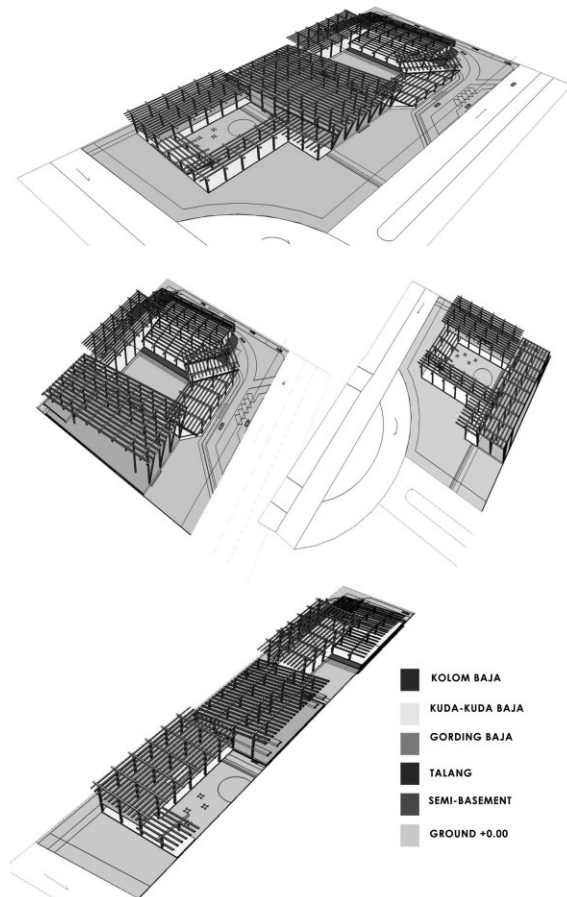 KOLOM BAJA
KUDA-KUDA BAJA
GORDING BAJA
TALANG
SEMI-BASEMENT
GROUND +0.00